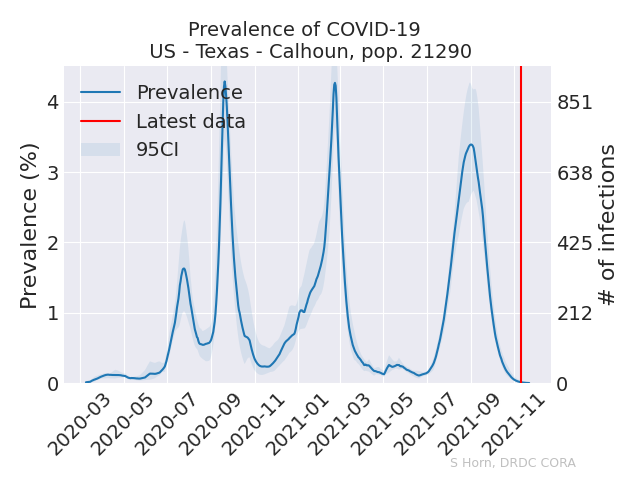 Prevalence of COVID-19
US - Texas - Calhoun, pop. 21290
Prevalence
Latest data
95CI
Prevalence (%)
4
3
2
1
0
851
638
425
212
0
# of infections
2020-03
2020-05
2020-07
2020-09
2020-11
2021-01
2021-03
2021-05
2021-07
2021-09
2021-11
S Horn, DRDC CORA